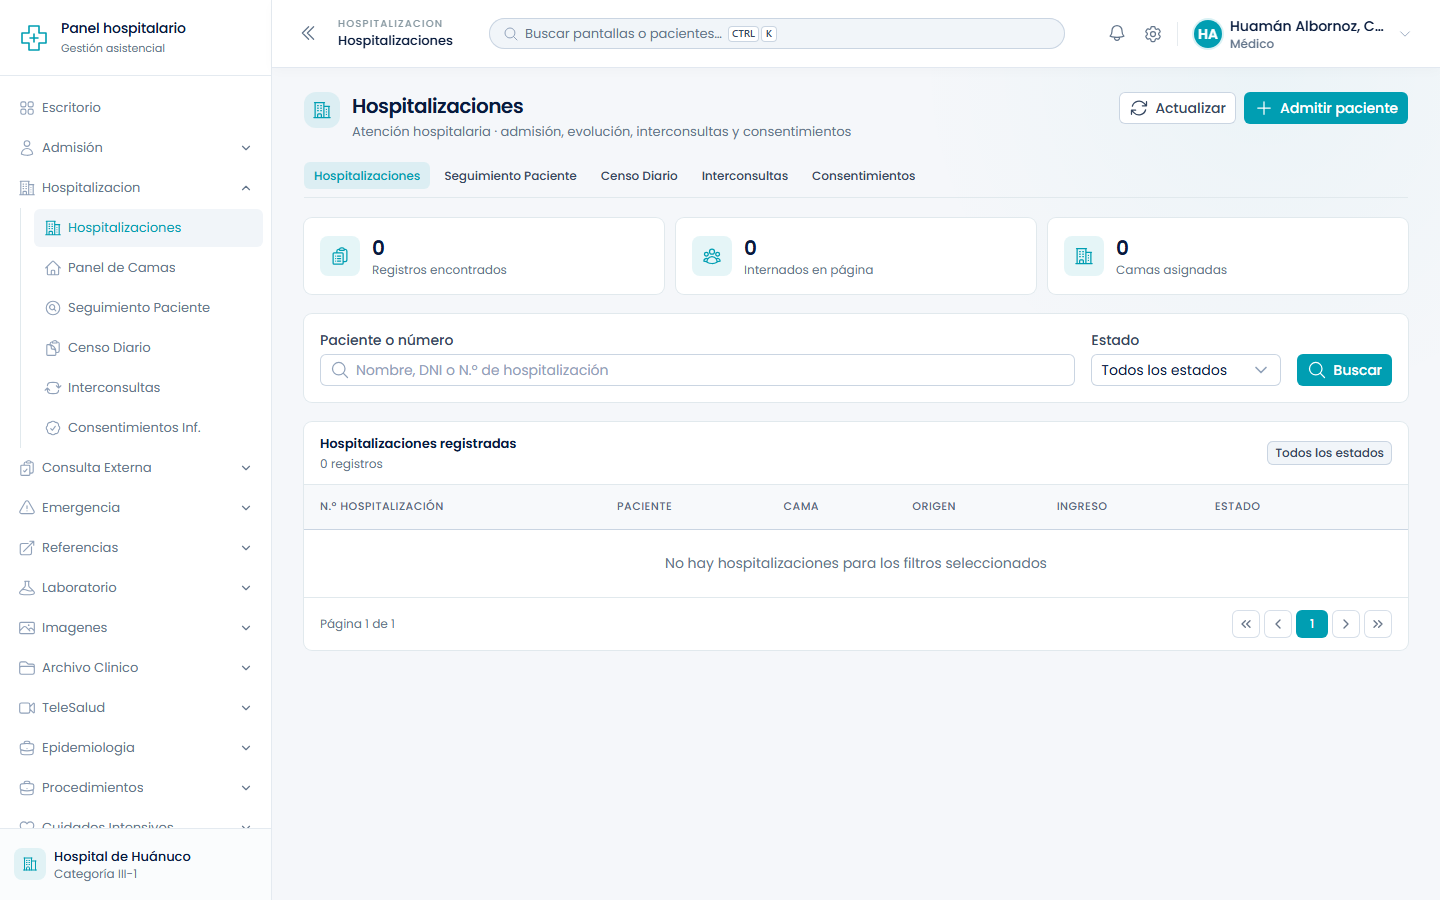 Panel hospitalario
Gestión asistencial
Escritorio
Admisión
Hospitalizacion
Hospitalizaciones
Panel de Camas
Seguimiento Paciente
Censo Diario
Interconsultas
Consentimientos Inf.
Consulta Externa
Emergencia
Referencias
Laboratorio
Imagenes
Archivo Clinico
TeleSalud
Epidemiologia
Procedimientos
Cuidados Intensivos
Hospital de Huánuco
Categoría III-1
HOSPITALIZACION
Hospitalizaciones
Buscar pantallas o pacientes... CTRL K
HA
Huamán Albornoz, C...
Médico
Hospitalizaciones
Atención hospitalaria · admisión, evolución, interconsultas y consentimientos
Actualizar
Admitir paciente
Hospitalizaciones Seguimiento Paciente Censo Diario Interconsultas Consentimientos
0
Registros encontrados
0
Internados en página
0
Camas asignadas
Paciente o número
Nombre, DNI o N.º de hospitalización
Estado
Todos los estados
Buscar
Hospitalizaciones registradas
0 registros
Todos los estados
N.º HOSPITALIZACIÓN PACIENTE CAMA ORIGEN INGRESO ESTADO
No hay hospitalizaciones para los filtros seleccionados
Página 1 de 1
1